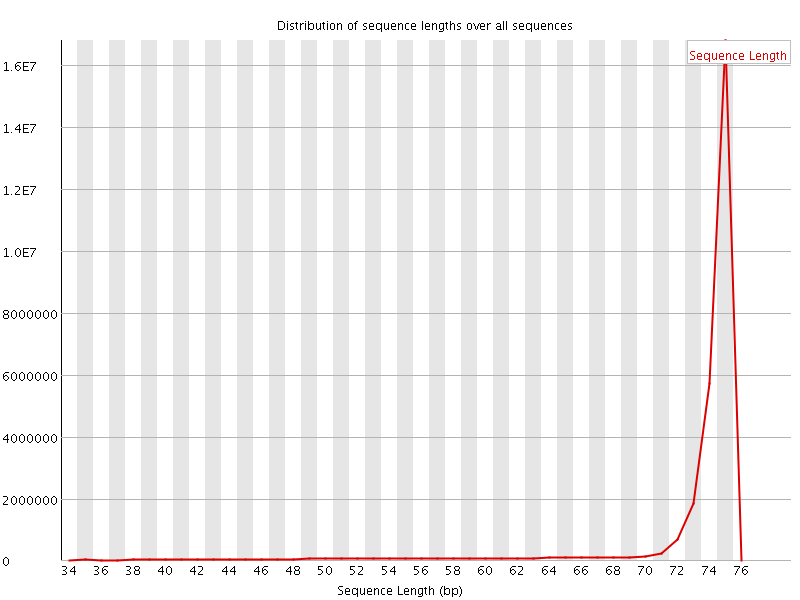 Distribution of sequence lengths over all sequences
Sequence Length
1.6E7
1.4E7
1.2E7
1.0E7
8000000
6000000
4000000
2000000
0
34 36 38 40 42 44 46 48 50 52 54 56 58 60 62 64 66 68 70 72 74 76
Sequence Length (bp)